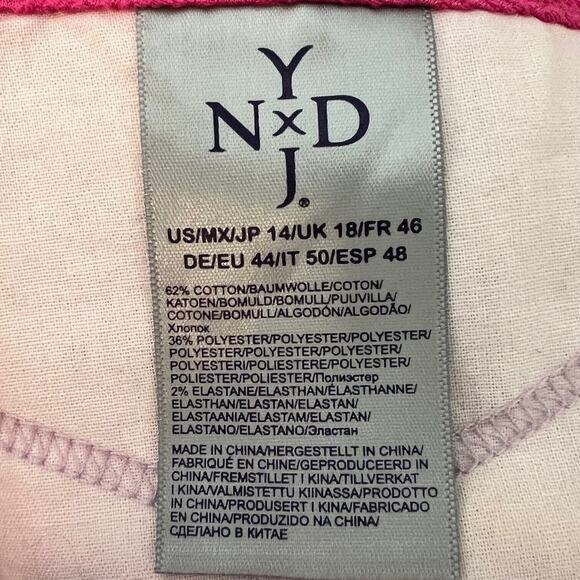 Y
N x D
J®
US/MX/JP 14/UK 18/FR 46
DE/EU 44/IT 50/ESP 48
62% COTTON/BAUMWOLLE/COTON/
KATOEN/BOMULD/BOMULL/PUUVILLA/
COTONE/BOMULL/ALGODÓN/ALGODÃO/
Хлопок
36% POLYESTER/POLYESTER/POLYESTER/
POLYESTER/POLYESTER/POLYESTER/
POLYESTERI/POLIESTERE/POLYESTER/
POLIESTER/POLIESTER/Полиэстер
2% ELASTANE/ELASTHAN/ÉLASTHANNE/
ELASTHAN/ELASTAN/ELASTAN/
ELASTAANIA/ELASTAM/ELASTAN/
ELASTANO/ELASTANO/Эластан
MADE IN CHINA/HERGESTELLT IN CHINA/
FABRIQUÉ EN CHINE/GEPRODUCEERD IN
CHINA/FREMSTILLET I KINA/TILLVERKAT
I KINA/VALMISTETTU KIINASSA/PRODOTTO
IN CHINA/PRODUSERT I KINA/FABRICADO
EN CHINA/PRODUZIDO NA CHINA/
СДЕЛАНО В КИТАЕ